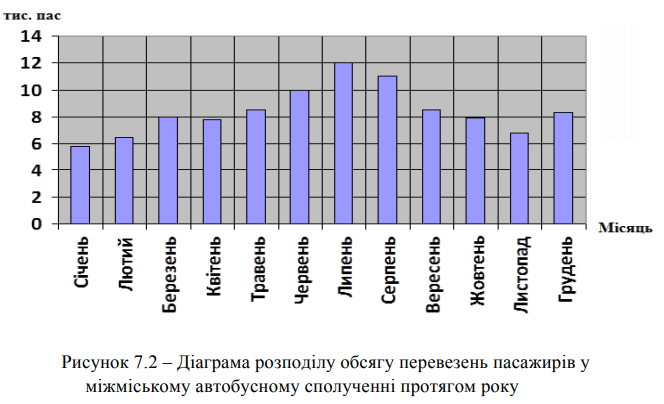 тис. пас
14
12
10
8
6
4
2
0
Місяць
Січень
Лютий
Березень
Квітень
Травень
Червень
Липень
Серпень
Вересень
Жовтень
Листопад
Грудень
Рисунок 7.2 – Діаграма розподілу обсягу перевезень пасажирів у
міжміському автобусному сполученні протягом року